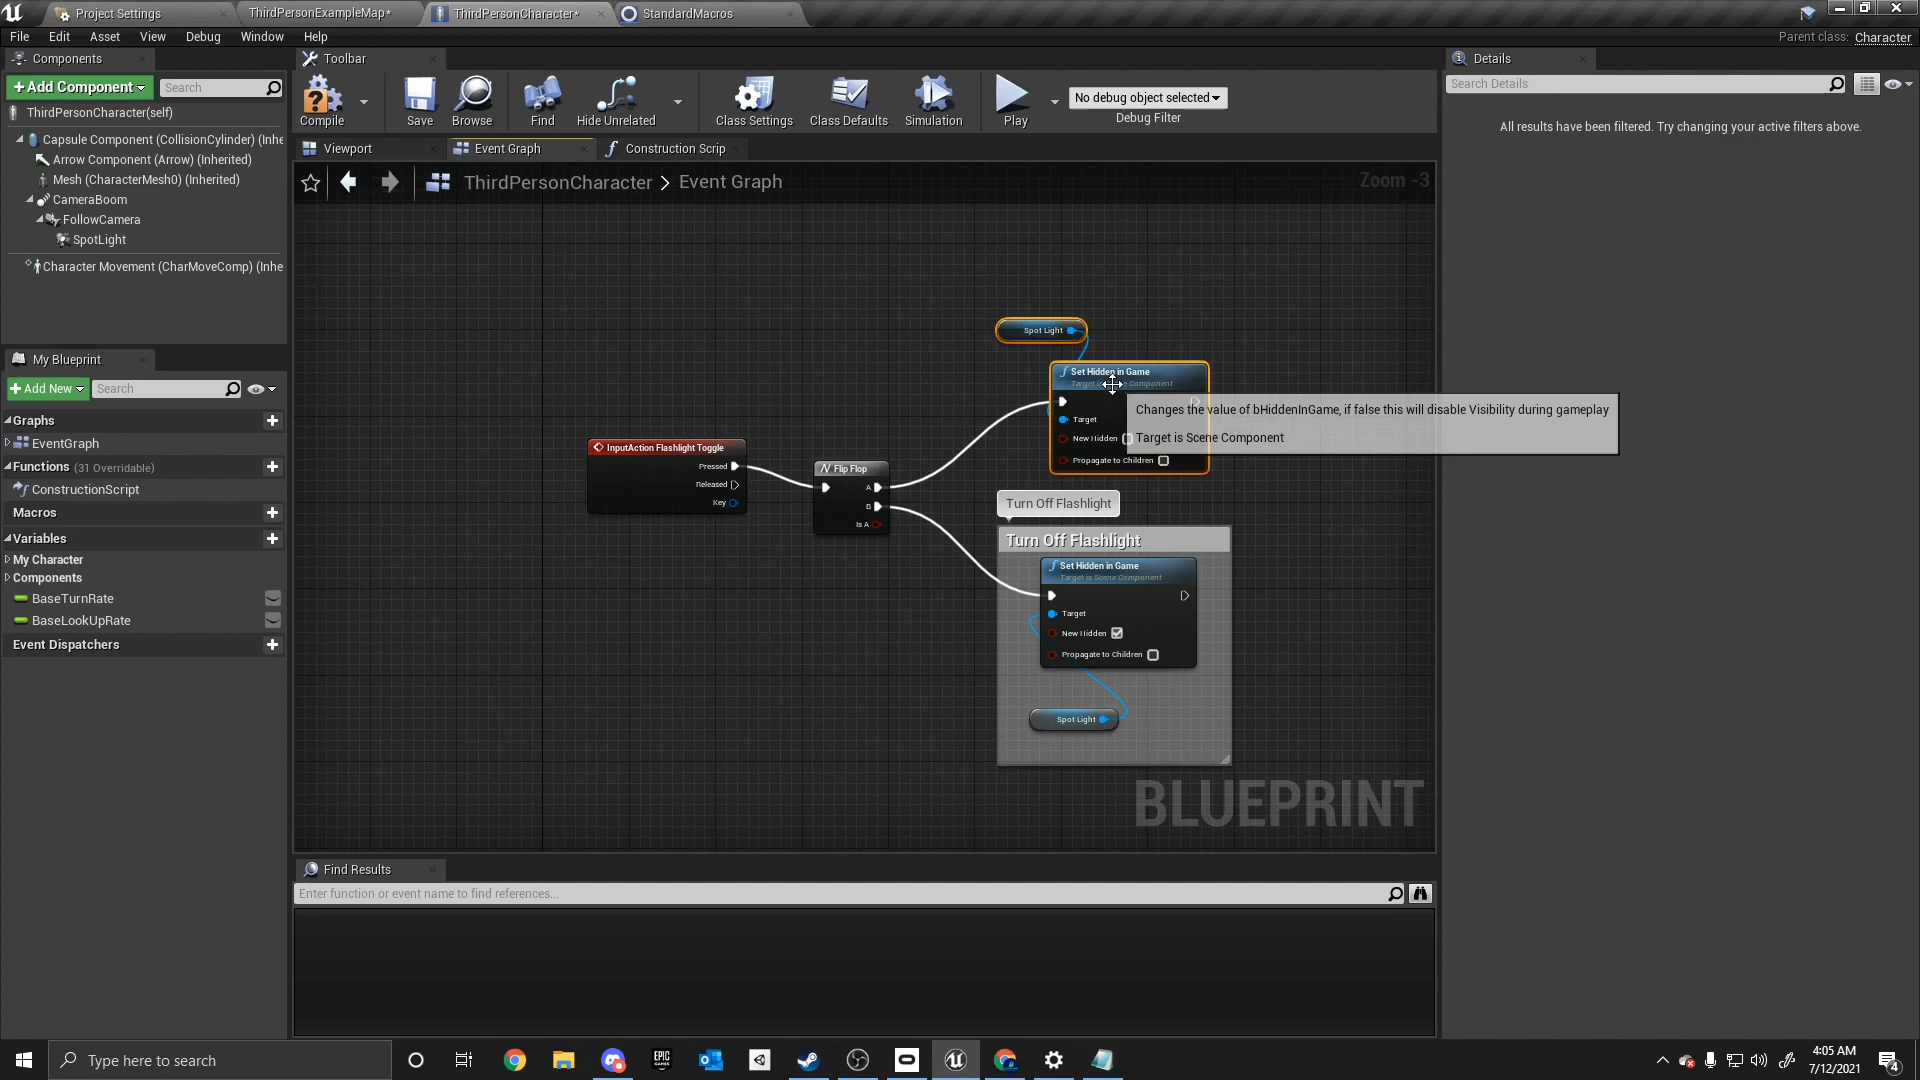 Project Settings
ThirdPersonExampleMap*
ThirdPersonCharacter*
StandardMacros
File Edit Asset View Debug Window Help
Parent class: Character
Components
+ Add Component
Search
ThirdPersonCharacter(self)
Capsule Component (CollisionCylinder) (Inhe
Arrow Component (Arrow) (Inherited)
Mesh (CharacterMesh0) (Inherited)
CameraBoom
FollowCamera
SpotLight
Character Movement (CharMoveComp) (Inhe
My Blueprint
+ Add New
Search
Graphs
EventGraph
Functions (31 Overridable)
ConstructionScript
Macros
Variables
My Character
Components
BaseTurnRate
BaseLookUpRate
Event Dispatchers
Toolbar
Compile
Save
Browse
Find
Hide Unrelated
Class Settings
Class Defaults
Simulation
Play
No debug object selected
Debug Filter
Viewport
Event Graph
Construction Scrip
ThirdPersonCharacter > Event Graph
Zoom -3
Spot Light
Set Hidden in Game
Target is Scene Component
Target
New Hidden
Propagate to Children
Changes the value of bHiddenInGame, if false this will disable Visibility during gameplay
Target is Scene Component
InputAction Flashlight Toggle
Pressed
Released
Key
Flip Flop
A
B
Is A
Turn Off Flashlight
Turn Off Flashlight
Set Hidden in Game
Target is Scene Component
Target
New Hidden
Propagate to Children
Spot Light
BLUEPRINT
Find Results
Enter function or event name to find references...
Details
Search Details
All results have been filtered. Try changing your active filters above.
Type here to search
EPIC
GAMES
4:05 AM
7/12/2021
4